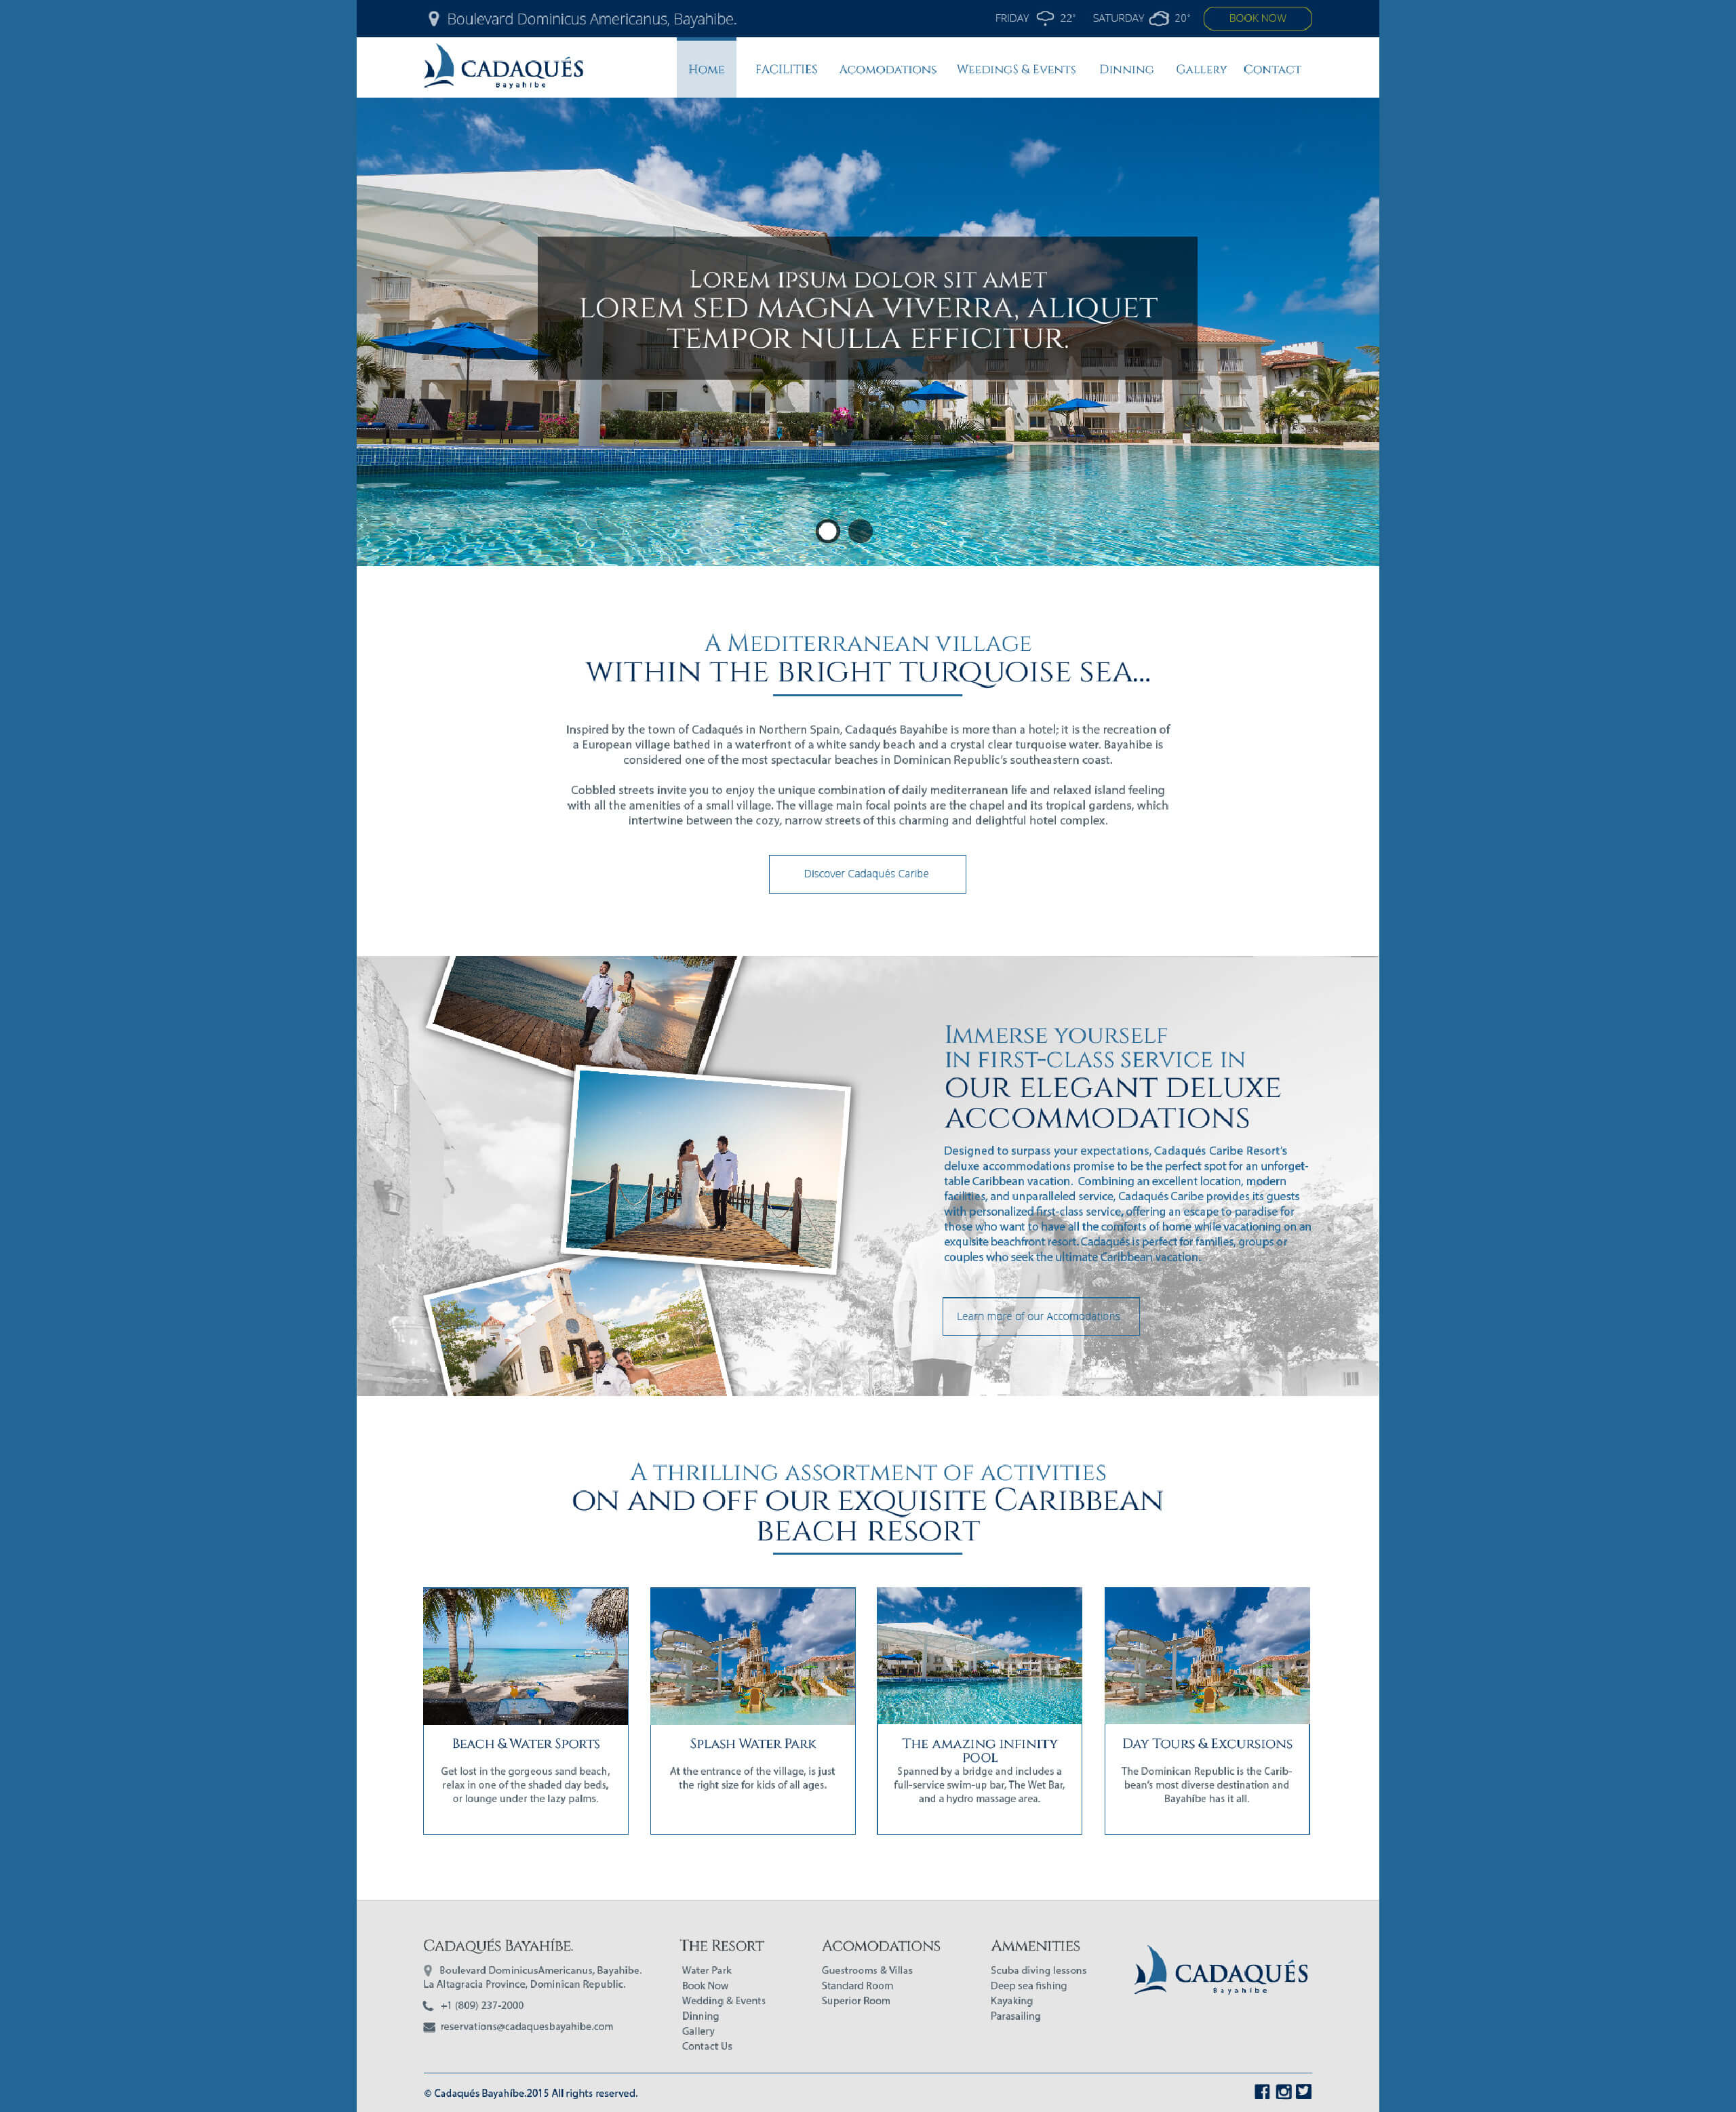 Boulevard Dominicus Americanus, Bayahibe.
FRIDAY 22° SATURDAY 20° BOOK NOW
CADAQUÉS
Bayahibe
HOME FACILITIES ACOMODATIONS WEEDINGS & EVENTS DINNING GALLERY CONTACT
LOREM IPSUM DOLOR SIT AMET
LOREM SED MAGNA VIVERRA, ALIQUET
TEMPOR NULLA EFFICITUR.
A MEDITERRANEAN VILLAGE
WITHIN THE BRIGHT TURQUOISE SEA...
Inspired by the town of Cadaqués in Northern Spain, Cadaqués Bayahibe is more than a hotel; it is the recreation of
a European village bathed in a waterfront of a white sandy beach and a crystal clear turquoise water. Bayahibe is
considered one of the most spectacular beaches in Dominican Republic's southeastern coast.
Cobbled streets invite you to enjoy the unique combination of daily mediterranean life and relaxed island feeling
with all the amenities of a small village. The village main focal points are the chapel and its tropical gardens, which
intertwine between the cozy, narrow streets of this charming and delightful hotel complex.
Discover Cadaqués Caribe
IMMERSE YOURSELF
IN FIRST-CLASS SERVICE IN
OUR ELEGANT DELUXE
ACCOMMODATIONS
Designed to surpass your expectations, Cadaqués Caribe Resort's
deluxe accommodations promise to be the perfect spot for an unforget-
table Caribbean vacation. Combining an excellent location, modern
facilities, and unparalleled service, Cadaqués Caribe provides its guests
with personalized first-class service, offering an escape to paradise for
those who want to have all the comforts of home while vacationing on an
exquisite beachfront resort. Cadaqués is perfect for families, groups or
couples who seek the ultimate Caribbean vacation.
Learn more of our Accomodations
A THRILLING ASSORTMENT OF ACTIVITIES
ON AND OFF OUR EXQUISITE CARIBBEAN
BEACH RESORT
BEACH & WATER SPORTS
Get lost in the gorgeous sand beach,
relax in one of the shaded day beds,
or lounge under the lazy palms.
SPLASH WATER PARK
At the entrance of the village, is just
the right size for kids of all ages.
THE AMAZING INFINITY
POOL
Spanned by a bridge and includes a
full-service swim-up bar, The Wet Bar,
and a hydro massage area.
DAY TOURS & EXCURSIONS
The Dominican Republic is the Carib-
bean's most diverse destination and
Bayahíbe has it all.
CADAQUÉS BAYAHÍBE.
Boulevard DominicusAmericanus, Bayahibe.
La Altagracia Province, Dominican Republic.
+1 (809) 237-2000
reservations@cadaquesbayahibe.com
THE RESORT
Water Park
Book Now
Wedding & Events
Dinning
Gallery
Contact Us
ACOMODATIONS
Guestrooms & Villas
Standard Room
Superior Room
AMMENITIES
Scuba diving lessons
Deep sea fishing
Kayaking
Parasailing
CADAQUÉS
Bayahibe
© Cadaqués Bayahíbe.2015 All rights reserved.